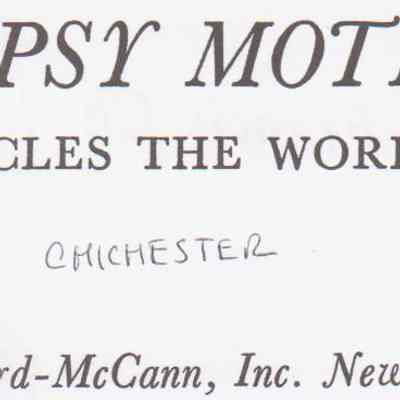 PSY MOT
CLES THE WOR
CHICHESTER
rd-McCann, Inc. New